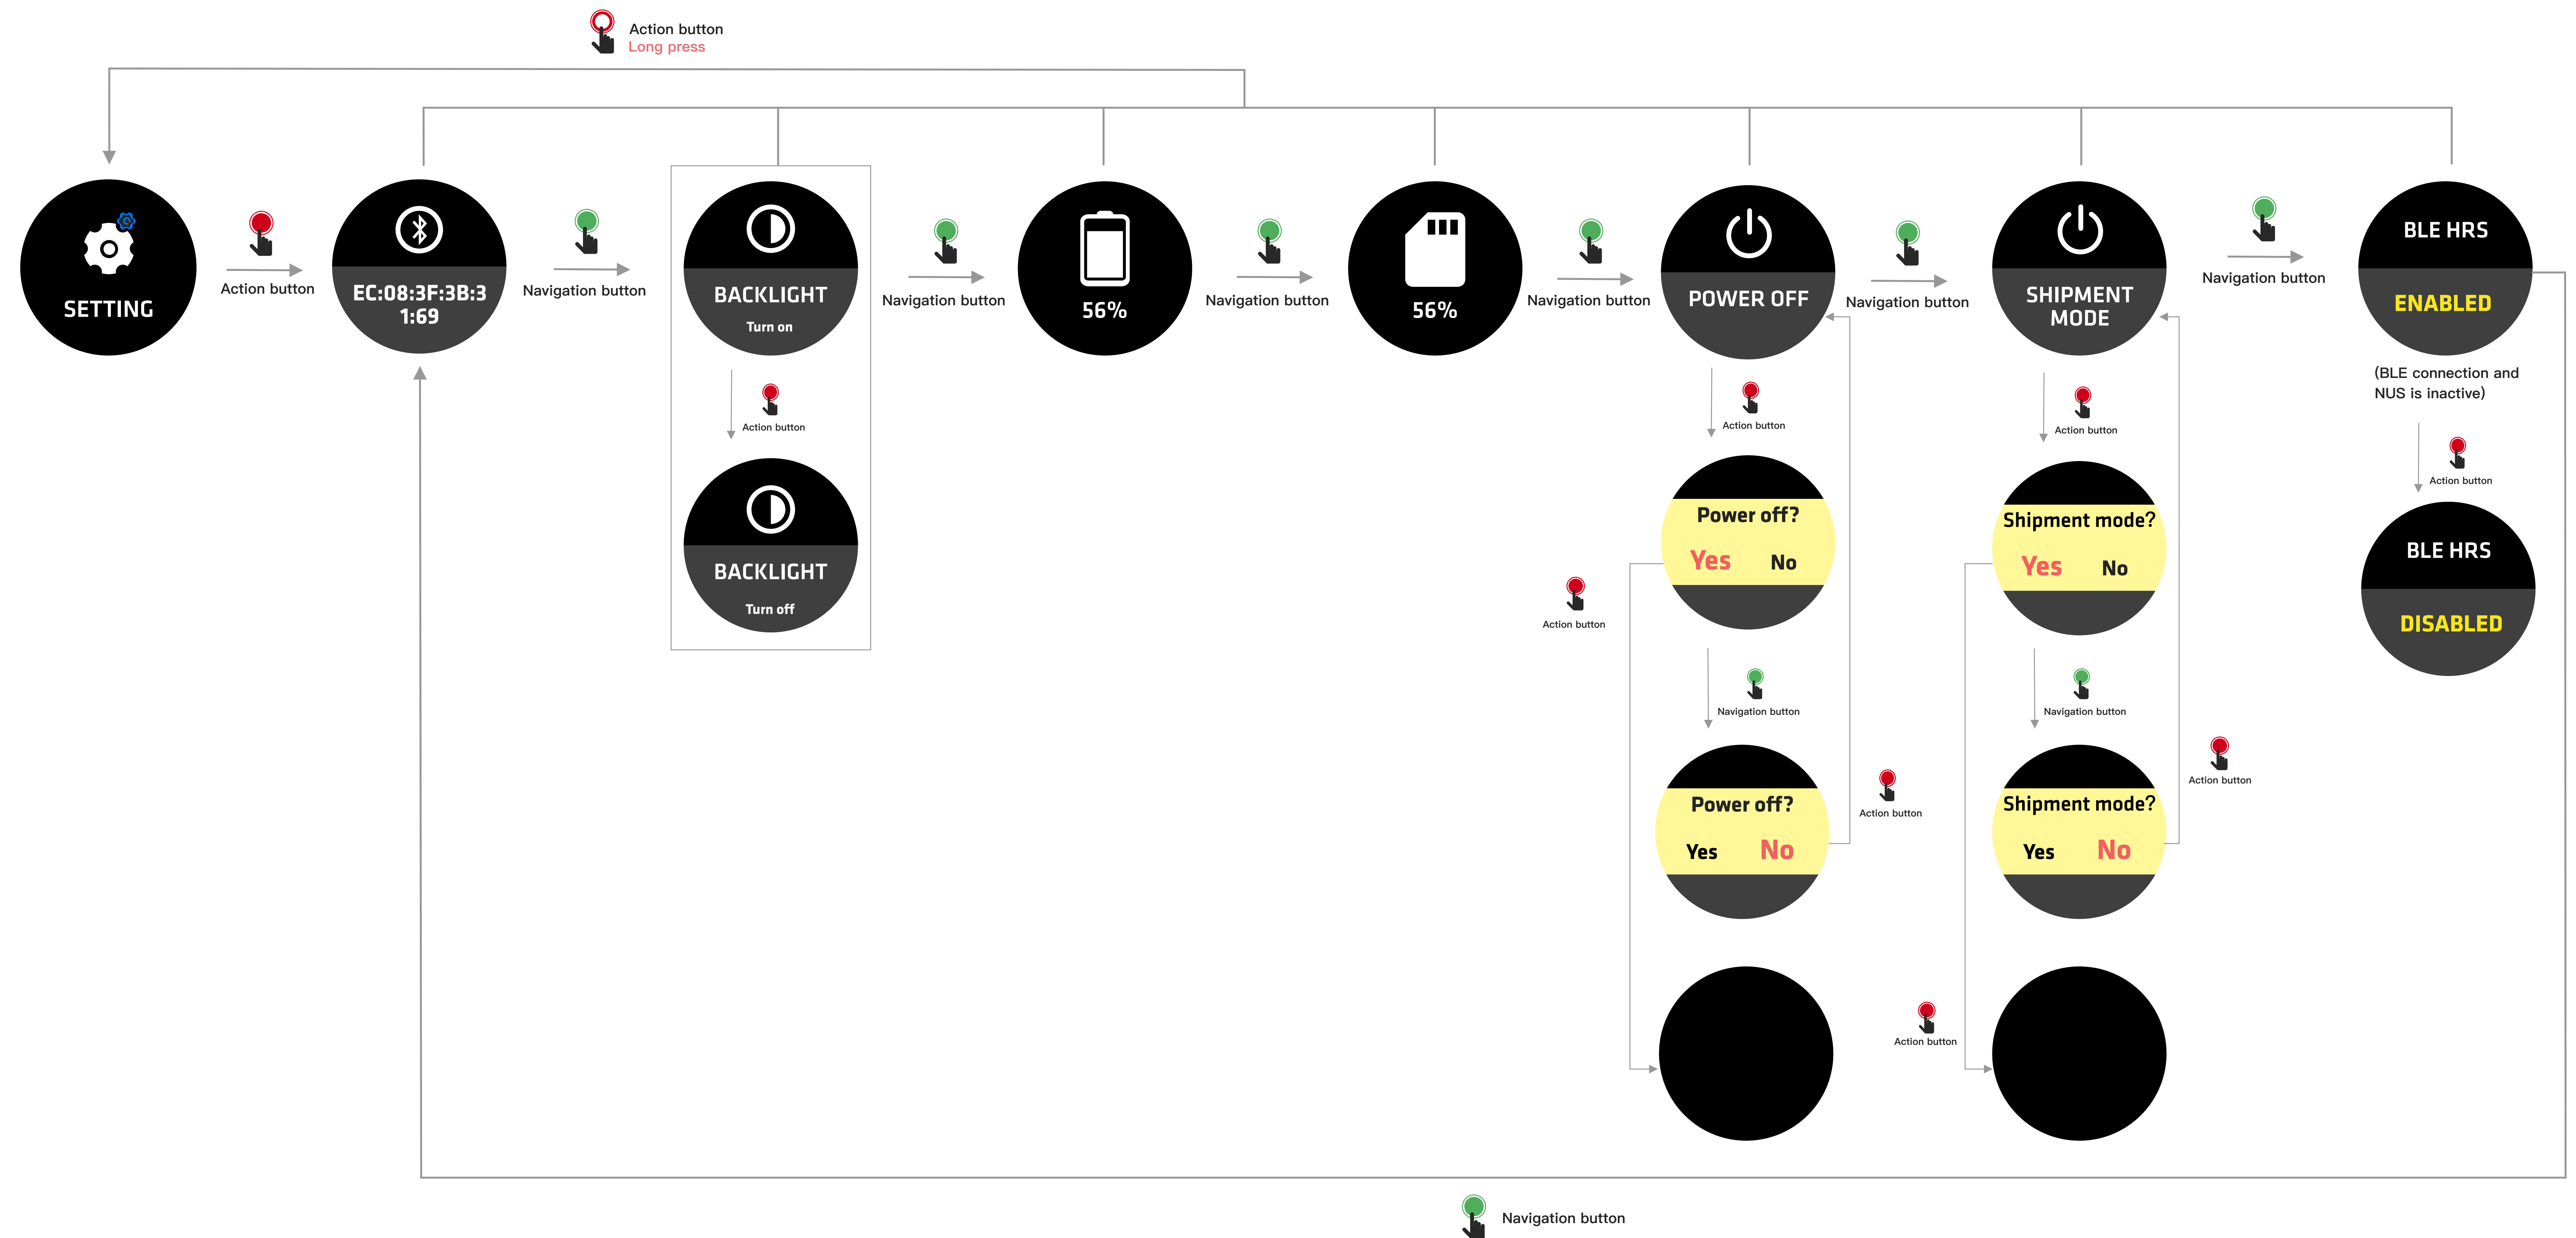 Action button
Long press
SETTING
Action button
EC:08:3F:3B:3
1:69
Navigation button
BACKLIGHT
Turn on
Action button
BACKLIGHT
Turn off
Navigation button
56%
Navigation button
56%
Navigation button
POWER OFF
Action button
Power off?
Yes No
Action button
Navigation button
Power off?
Yes No
Action button
Navigation button
SHIPMENT
MODE
Action button
Shipment mode?
Yes No
Navigation button
Shipment mode?
Yes No
Action button
Action button
Navigation button
BLE HRS
ENABLED
(BLE connection and
NUS is inactive)
Action button
BLE HRS
DISABLED
Navigation button